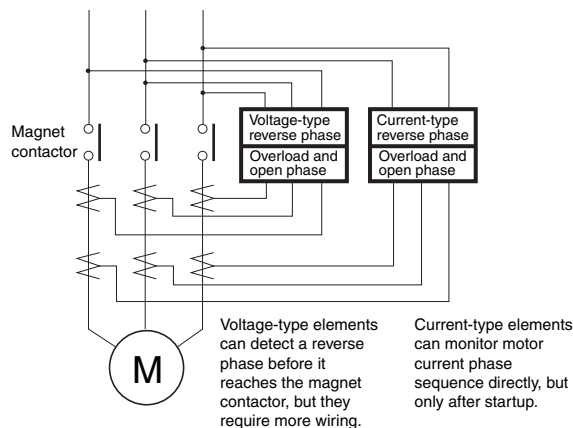 Magnet
contactor
Voltage-type
reverse phase
Overload and
open phase
Current-type
reverse phase
Overload and
open phase
M
Voltage-type elements
can detect a reverse
phase before it
reaches the magnet
contactor, but they
require more wiring.
Current-type elements
can monitor motor
current phase
sequence directly, but
only after startup.